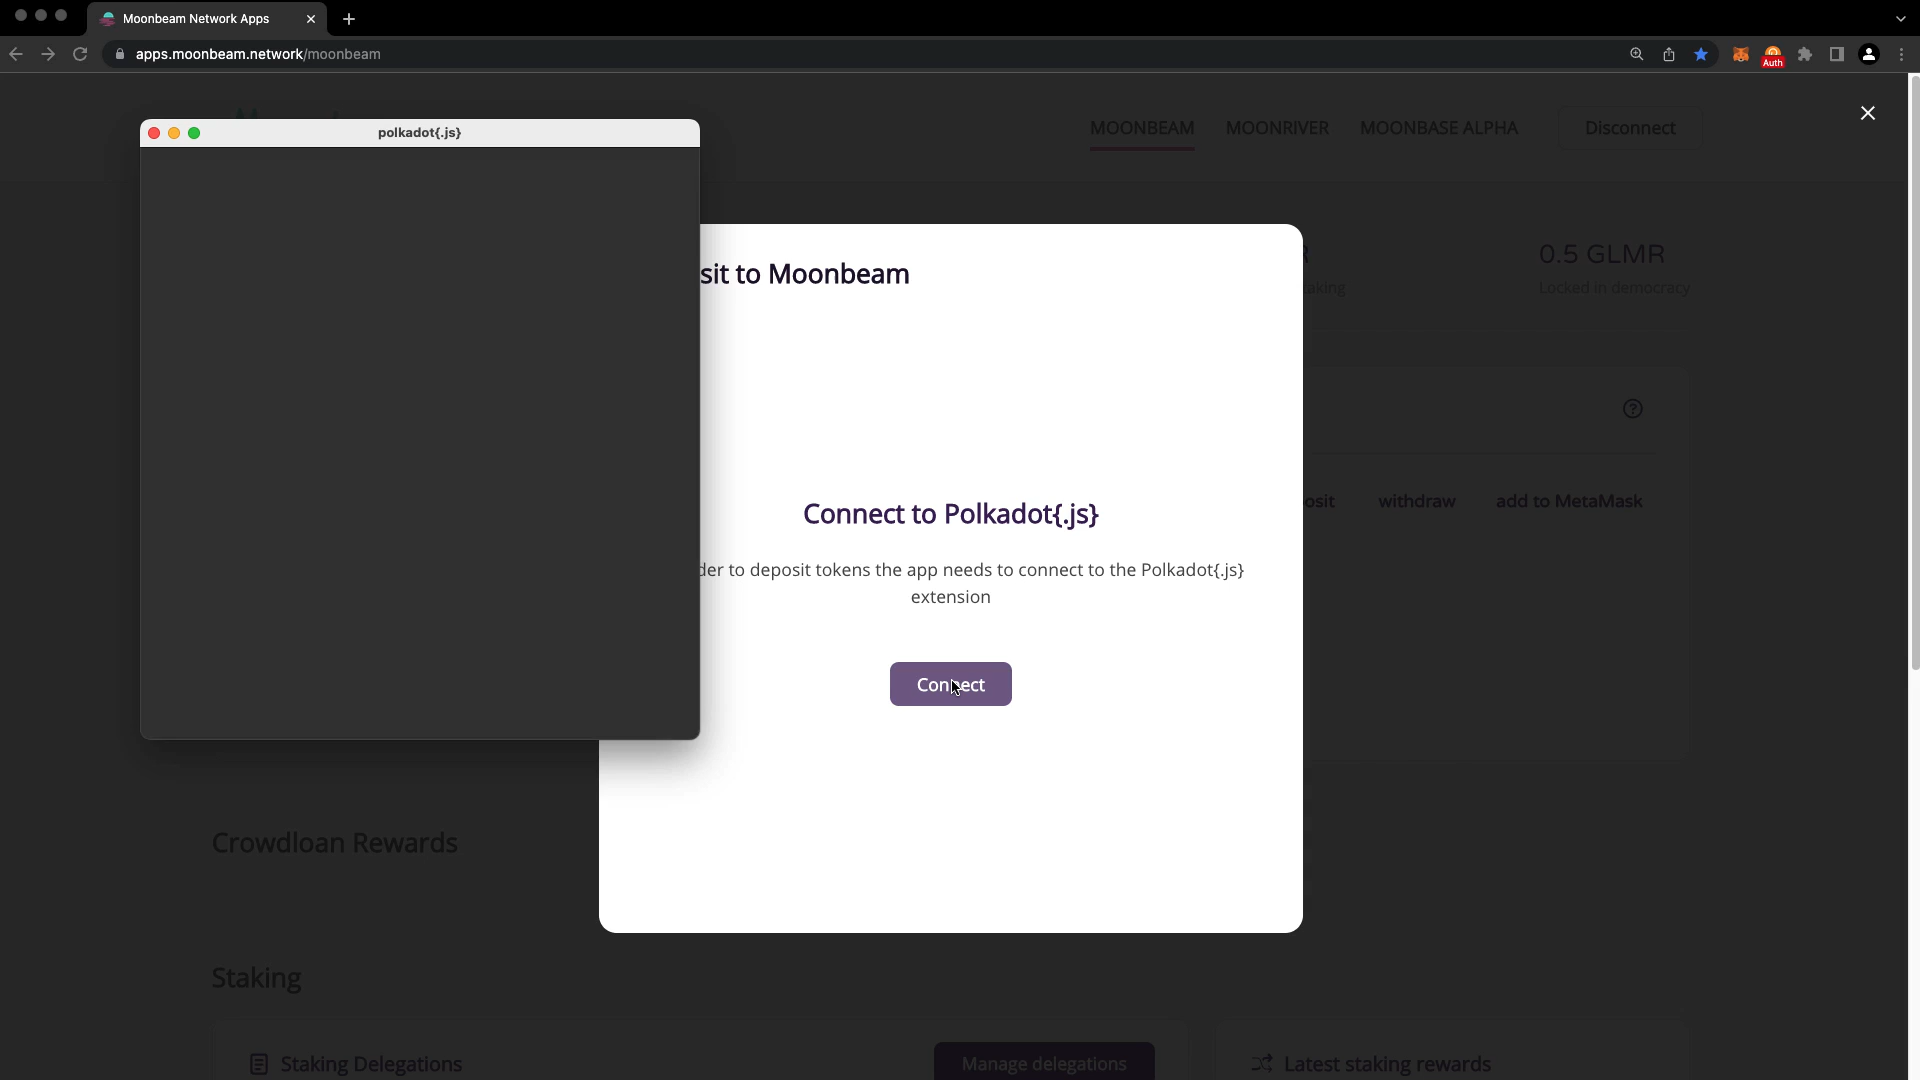 Moonbeam Network Apps
apps.moonbeam.network/moonbeam
Auth
polkadot{.js}
MOONBEAM
MOONRIVER
MOONBASE ALPHA
Disconnect
sit to Moonbeam
R
0.5 GLMR
aking
Locked in democracy
Connect to Polkadot{.js}
der to deposit tokens the app needs to connect to the Polkadot{.js}
extension
Connect
osit
withdraw
add to MetaMask
Crowdloan Rewards
Staking
Staking Delegations
Manage delegations
Latest staking rewards